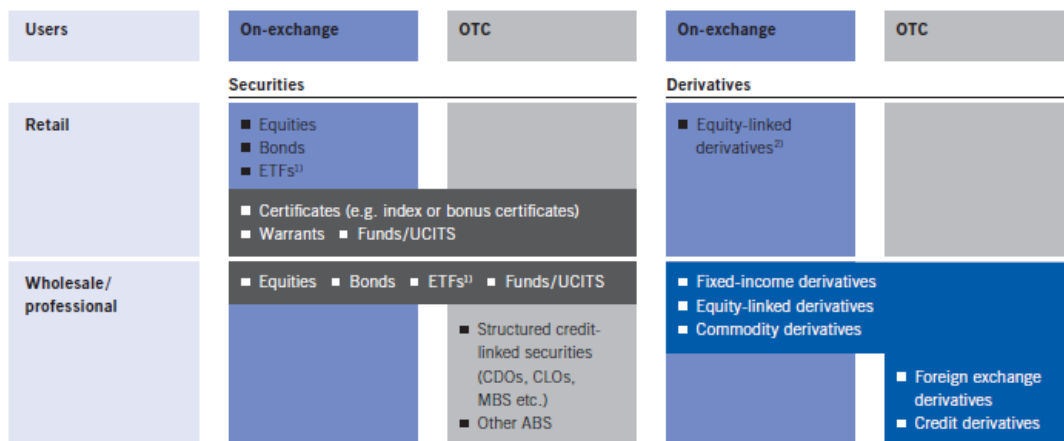 Users
On-exchange
OTC
On-exchange
OTC
Securities
Derivatives
Retail
■ Equities
■ Bonds
■ ETFs¹⁾
■ Equity-linked
derivatives²⁾
■ Certificates (e.g. index or bonus certificates)
■ Warrants ■ Funds/UCITS
Wholesale/
professional
■ Equities ■ Bonds ■ ETFs¹⁾ ■ Funds/UCITS
■ Structured credit-
linked securities
(CDOs, CLOs,
MBS etc.)
■ Other ABS
■ Fixed-income derivatives
■ Equity-linked derivatives
■ Commodity derivatives
■ Foreign exchange
derivatives
■ Credit derivatives